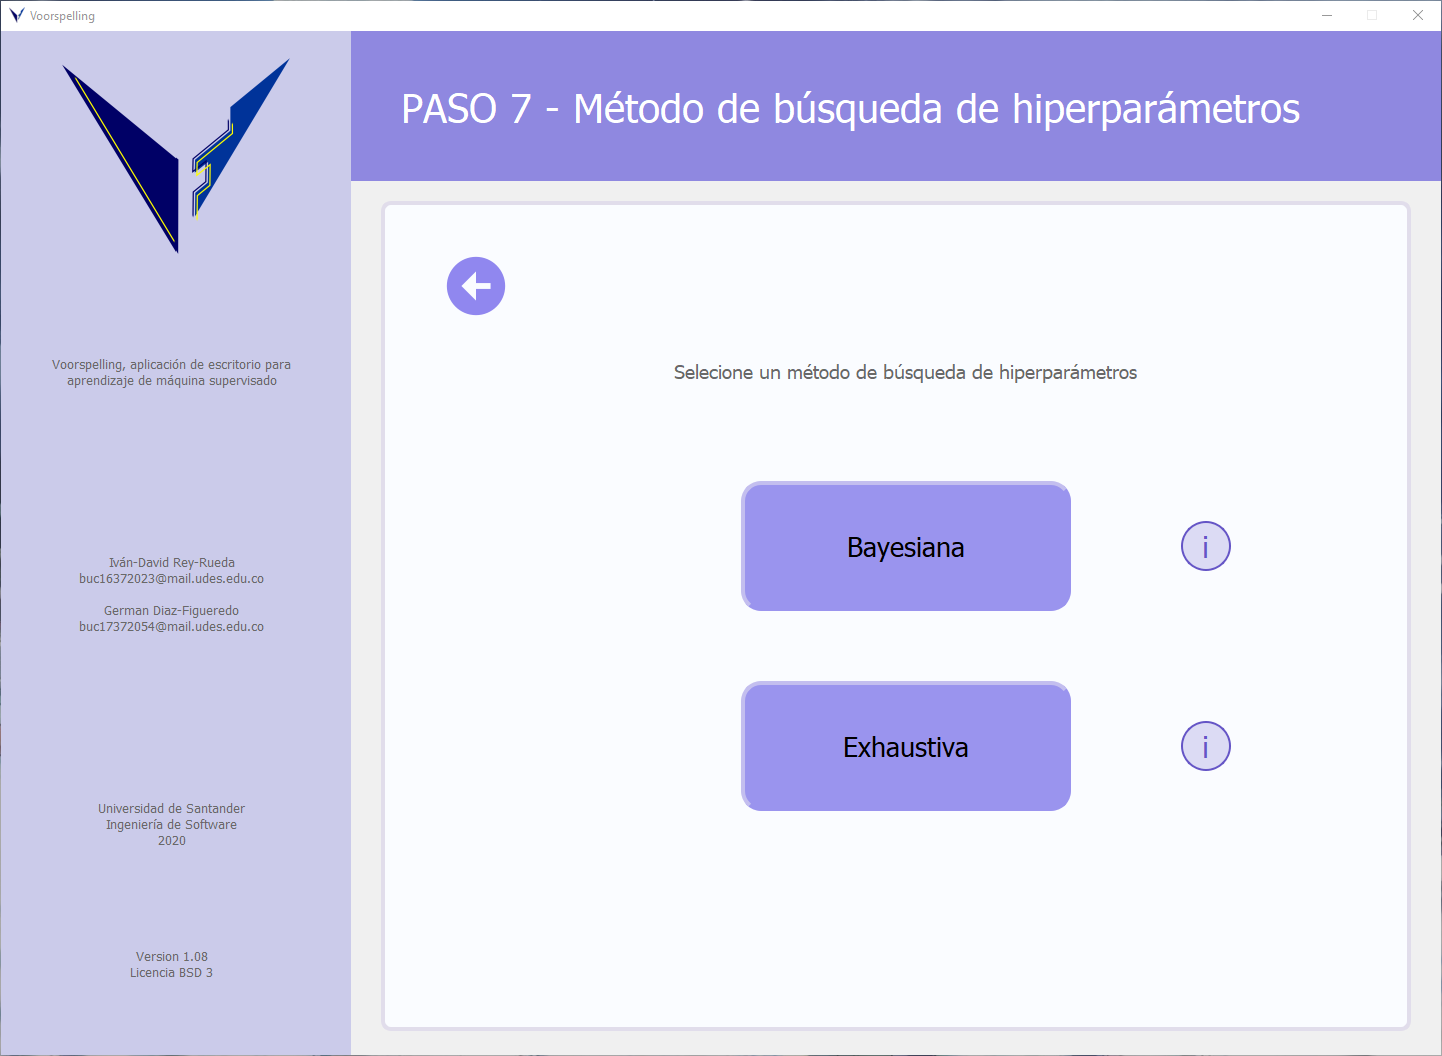 Voorspelling
PASO 7 - Método de búsqueda de hiperparámetros
Voorspelling, aplicación de escritorio para
aprendizaje de máquina supervisado
Iván-David Rey-Rueda
buc16372023@mail.udes.edu.co
German Diaz-Figueredo
buc17372054@mail.udes.edu.co
Universidad de Santander
Ingeniería de Software
2020
Version 1.08
Licencia BSD 3
Selecione un método de búsqueda de hiperparámetros
Bayesiana
i
Exhaustiva
i